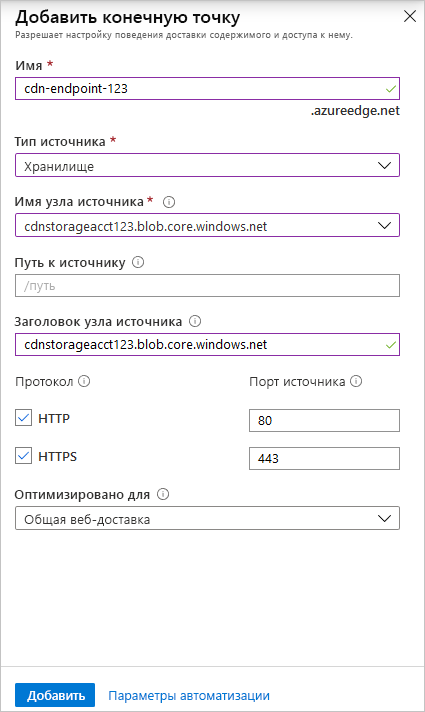 Добавить конечную точку
Разрешает настройку поведения доставки содержимого и доступа к нему.
Имя *
cdn-endpoint-123
.azureedge.net
Тип источника *
Хранилище
Имя узла источника *
cdnstorageacct123.blob.core.windows.net
Путь к источнику
/путь
Заголовок узла источника
cdnstorageacct123.blob.core.windows.net
Протокол Порт источника
HTTP 80
HTTPS 443
Оптимизировано для
Общая веб-доставка
Добавить Параметры автоматизации